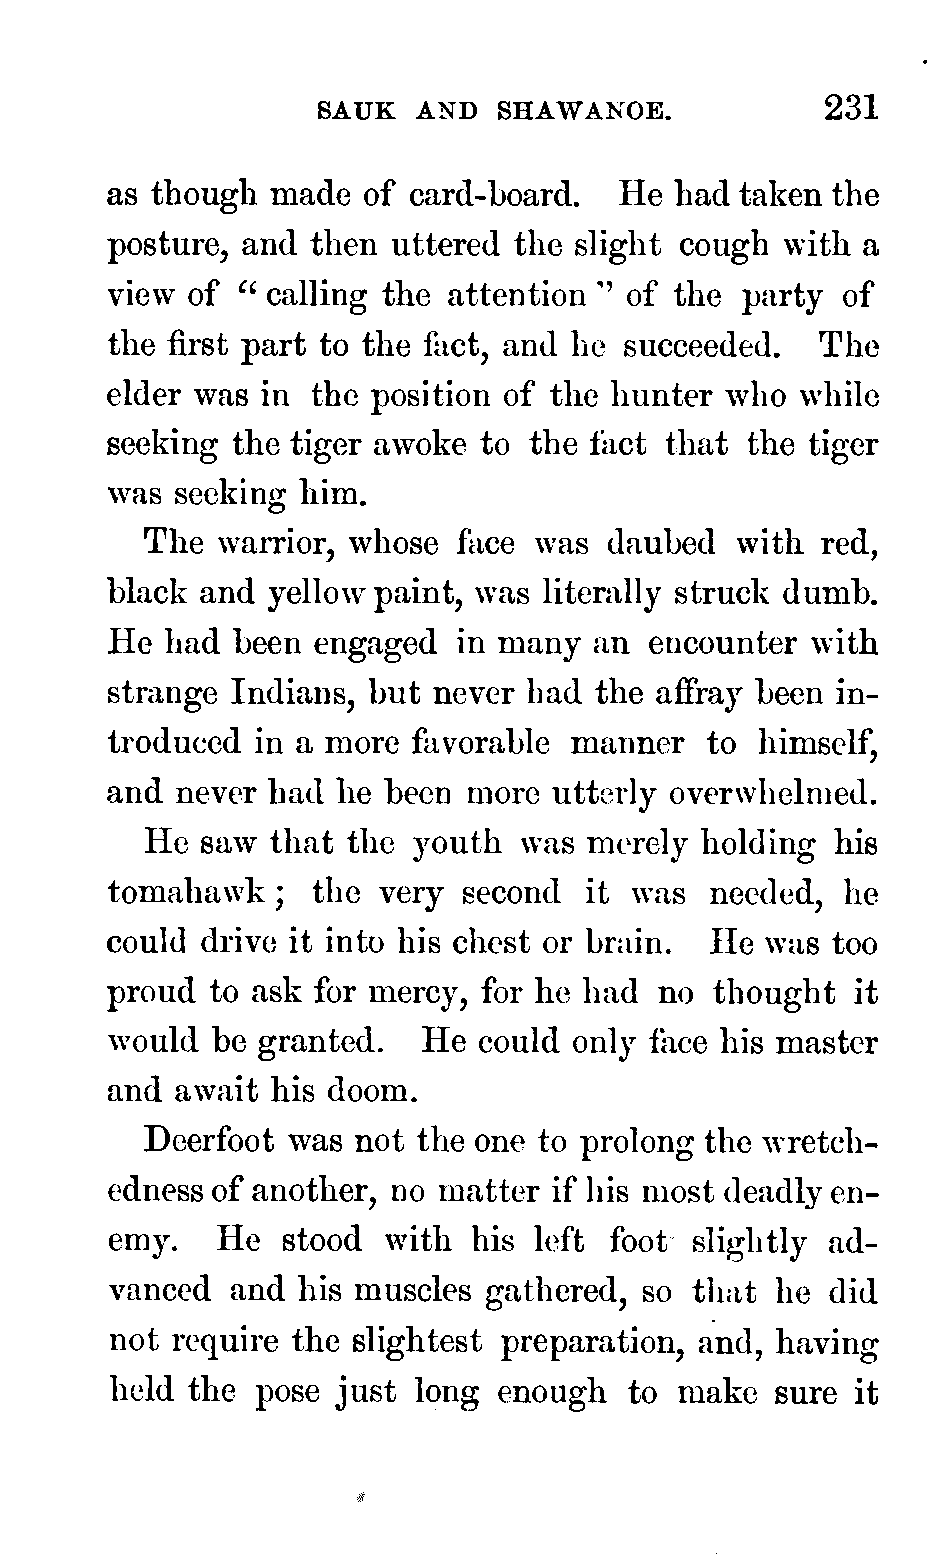 SAUK AND SHAWANOE. 231
as though made of card-board. He had taken the
posture, and then uttered the slight cough with a
view of “ calling the attention ” of the party of
the first part to the fact, and he succeeded. The
elder was in the position of the hunter who while
seeking the tiger awoke to the fact that the tiger
was seeking him.
The warrior, whose face was daubed with red,
black and yellow paint, was literally struck dumb.
He had been engaged in many an encounter with
strange Indians, but never had the affray been in-
troduced in a more favorable manner to himself,
and never had he been more utterly overwhelmed.
He saw that the youth was merely holding his
tomahawk ; the very second it was needed, he
could drive it into his chest or brain. He was too
proud to ask for mercy, for he had no thought it
would be granted. He could only face his master
and await his doom.
Deerfoot was not the one to prolong the wretch-
edness of another, no matter if his most deadly en-
emy. He stood with his left foot slightly ad-
vanced and his muscles gathered, so that he did
not require the slightest preparation, and, having
held the pose just long enough to make sure it